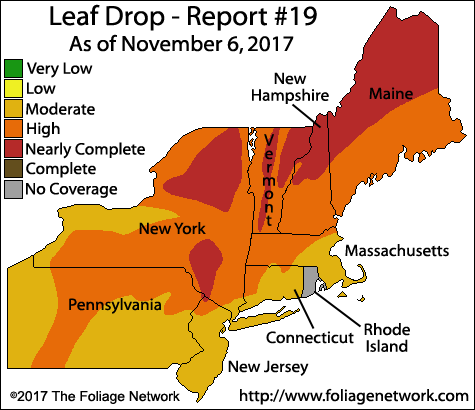 Leaf Drop - Report #19
As of November 6, 2017
Very Low
Low
Moderate
High
Nearly Complete
Complete
No Coverage
New
Hampshire
Maine
Vermont
New York
Massachusetts
Pennsylvania
Connecticut
Rhode
Island
New Jersey
©2017 The Foliage Network
http://www.foliagenetwork.com